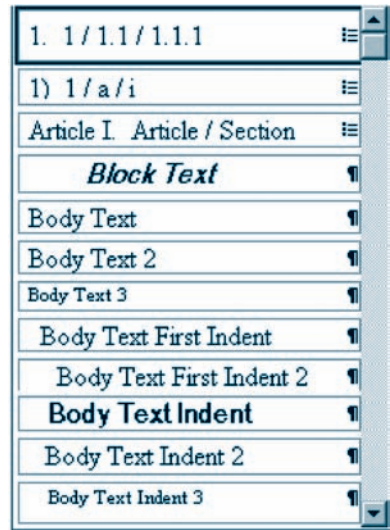 1. 1 / 1.1 / 1.1.1
1) 1 / a / i
Article I. Article / Section
Block Text ¶
Body Text ¶
Body Text 2 ¶
Body Text 3 ¶
Body Text First Indent ¶
Body Text First Indent 2 ¶
Body Text Indent ¶
Body Text Indent 2 ¶
Body Text Indent 3 ¶